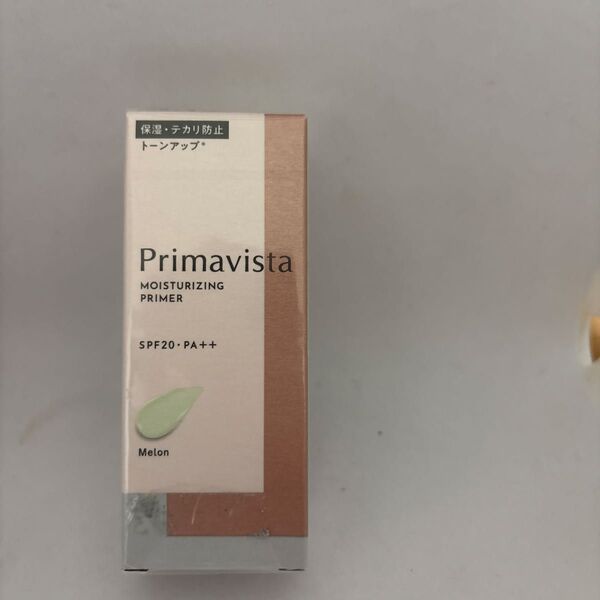 保湿・テカリ防止
トーンアップ*
Primavista
MOISTURIZING
PRIMER
SPF20・PA++
Melon